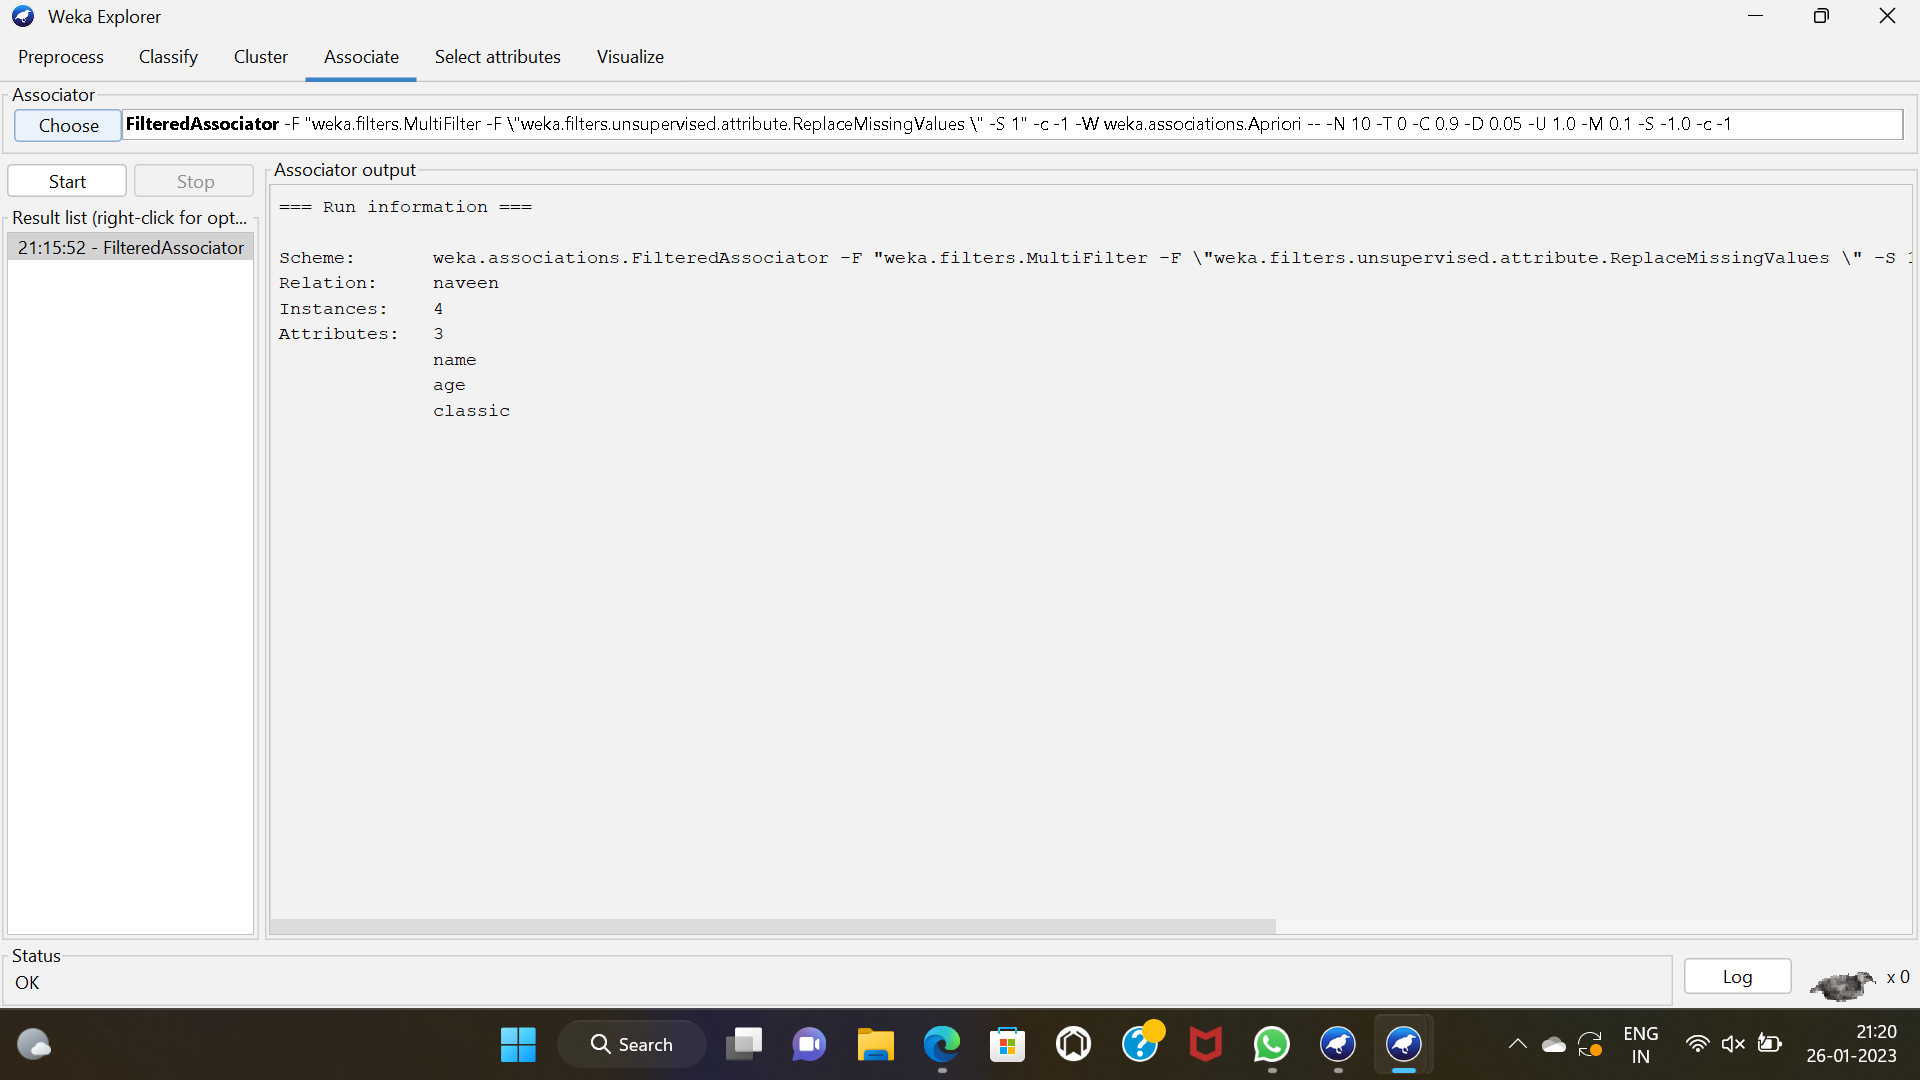 Weka Explorer
Preprocess Classify Cluster Associate Select attributes Visualize
Associator
Choose FilteredAssociator -F "weka.filters.MultiFilter -F \"weka.filters.unsupervised.attribute.ReplaceMissingValues \" -S 1" -c -1 -W weka.associations.Apriori -- -N 10 -T 0 -C 0.9 -D 0.05 -U 1.0 -M 0.1 -S -1.0 -c -1
Start Stop
Result list (right-click for opt...
21:15:52 - FilteredAssociator
Associator output
=== Run information ===
Scheme: weka.associations.FilteredAssociator -F "weka.filters.MultiFilter -F \"weka.filters.unsupervised.attribute.ReplaceMissingValues \" -S 1
Relation: naveen
Instances: 4
Attributes: 3
name
age
classic
Status
OK
Log
x 0
Search
ENG
IN
21:20
26-01-2023